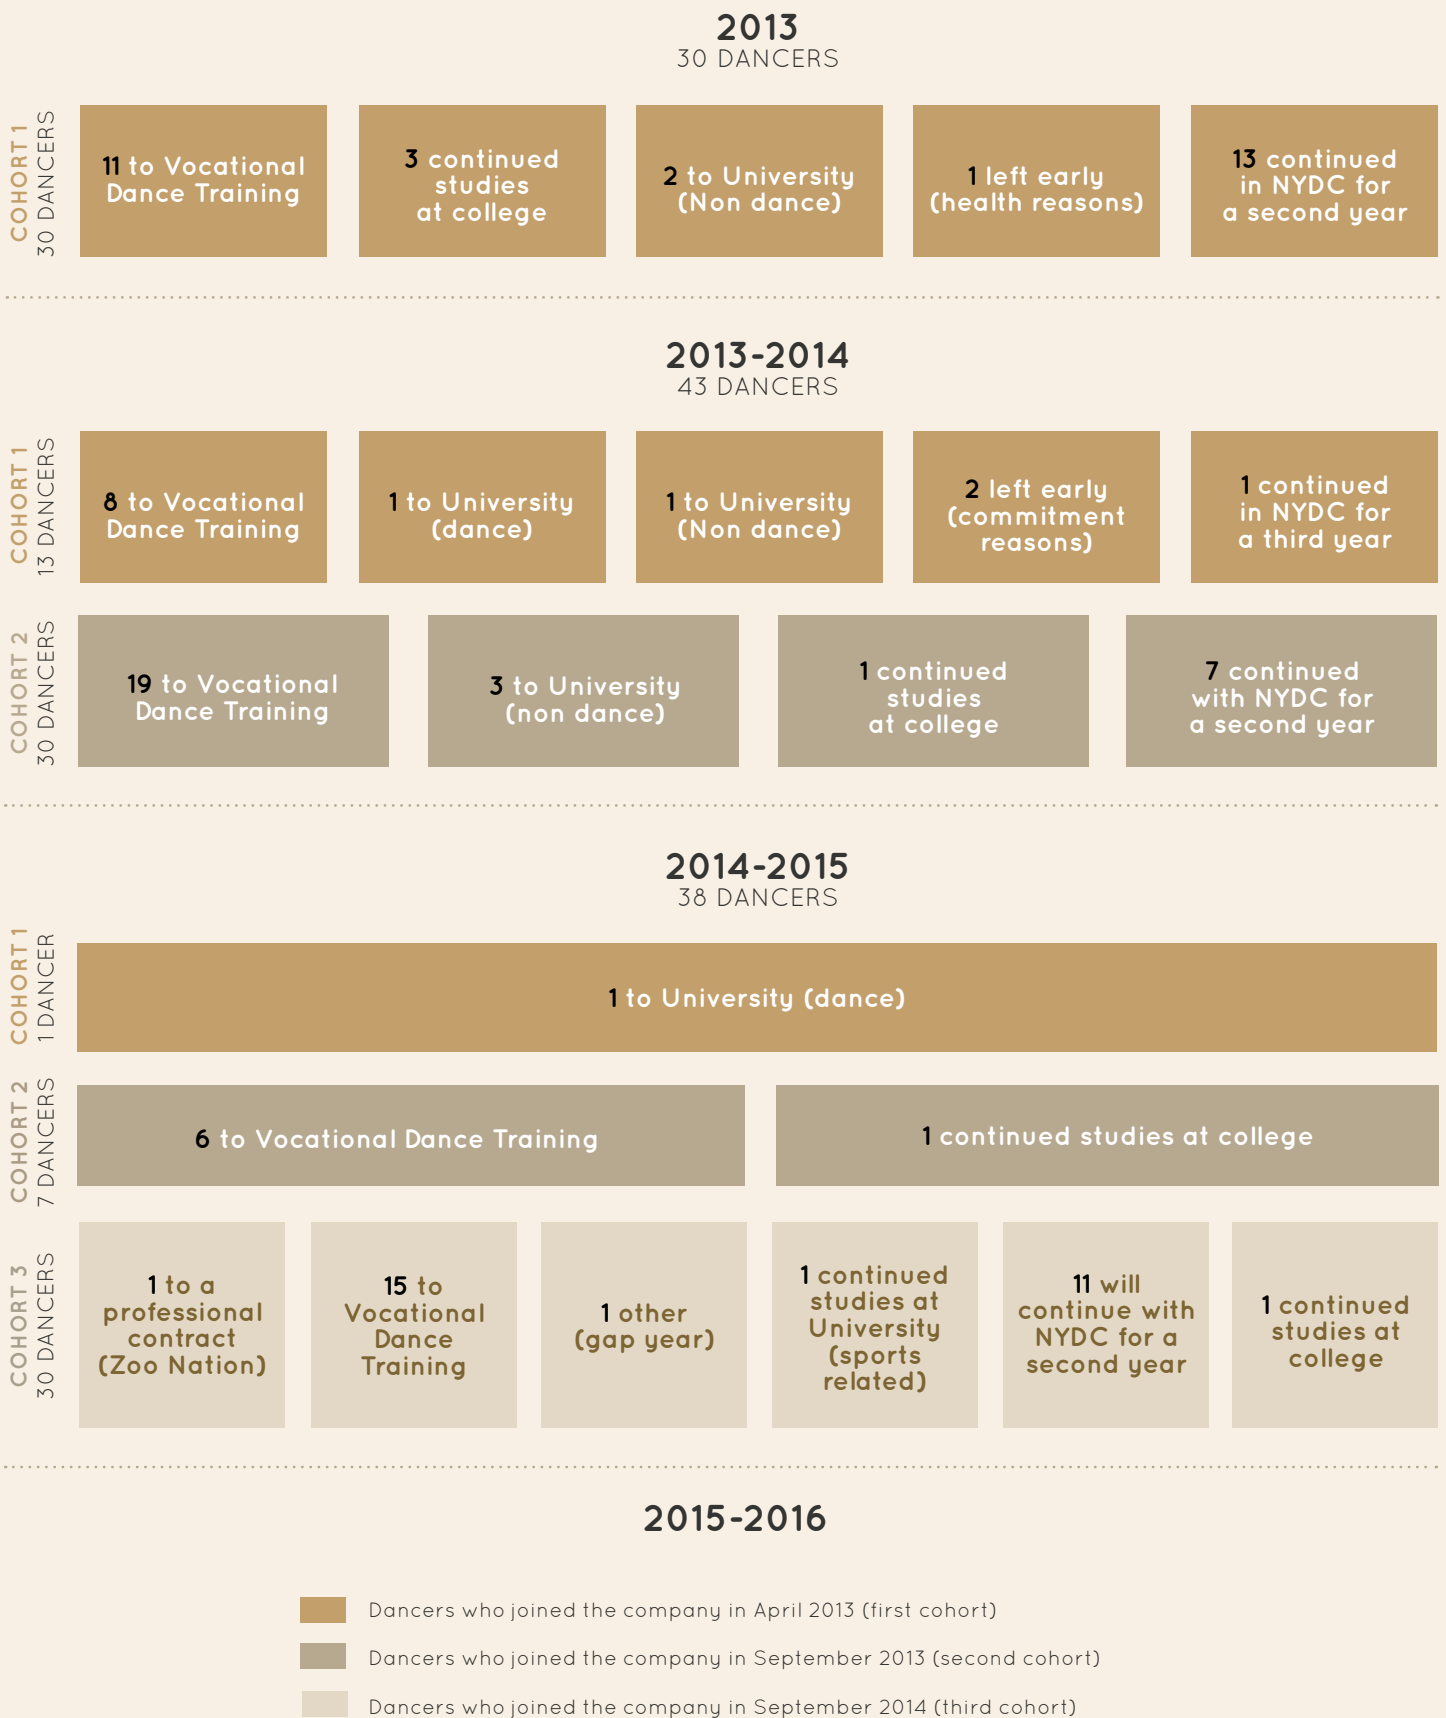 2013
30 DANCERS
COHORT 1
30 DANCERS
11 to Vocational
Dance Training
3 continued
studies
at college
2 to University
(Non dance)
1 left early
(health reasons)
13 continued
in NYDC for
a second year
2013-2014
43 DANCERS
COHORT 1
13 DANCERS
8 to Vocational
Dance Training
1 to University
(dance)
1 to University
(Non dance)
2 left early
(commitment
reasons)
1 continued
in NYDC for
a third year
COHORT 2
30 DANCERS
19 to Vocational
Dance Training
3 to University
(non dance)
1 continued
studies
at college
7 continued
with NYDC for
a second year
2014-2015
38 DANCERS
COHORT 1
1 DANCER
1 to University (dance)
COHORT 2
7 DANCERS
6 to Vocational Dance Training
1 continued studies at college
COHORT 3
30 DANCERS
1 to a
professional
contract
(Zoo Nation)
15 to
Vocational
Dance
Training
1 other
(gap year)
1 continued
studies at
University
(sports
related)
11 will
continue with
NYDC for a
second year
1 continued
studies at
college
2015-2016
Dancers who joined the company in April 2013 (first cohort)
Dancers who joined the company in September 2013 (second cohort)
Dancers who joined the company in September 2014 (third cohort)